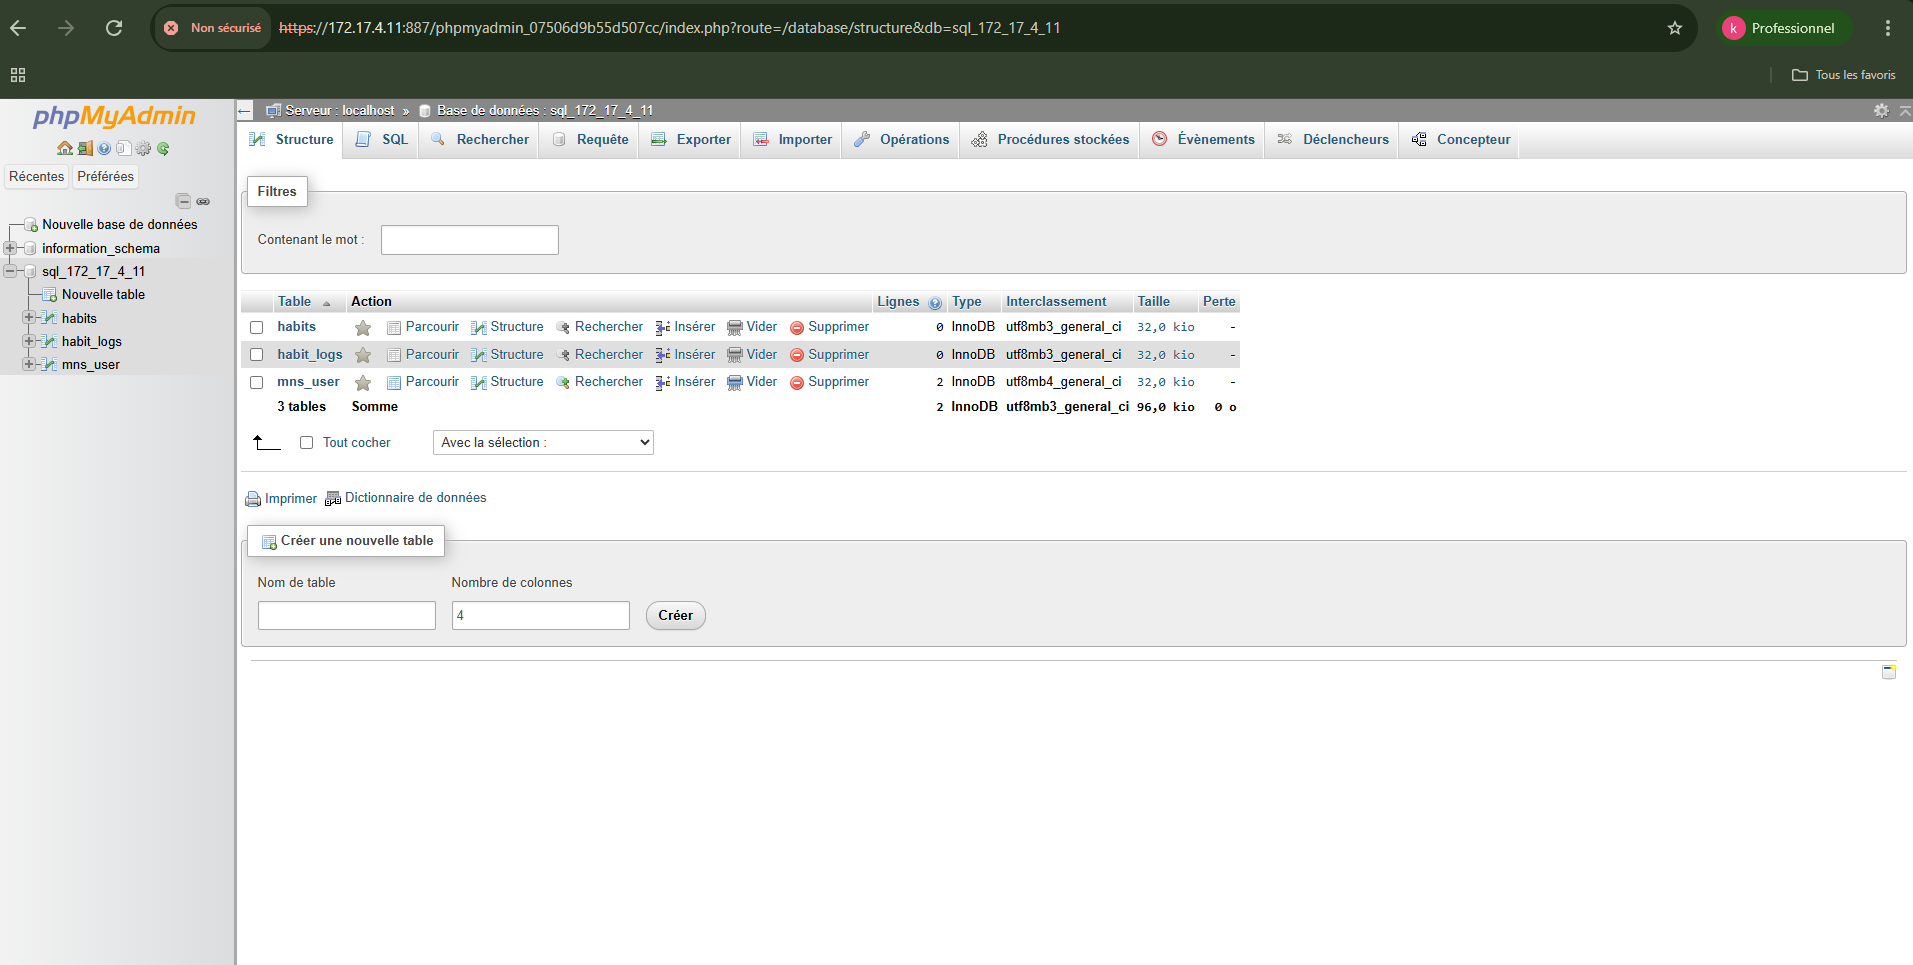 Non sécurisé https://172.17.4.11:887/phpmyadmin_07506d9b55d507cc/index.php?route=/database/structure&db=sql_172_17_4_11 k Professionnel
Tous les favoris
phpMyAdmin
Récentes Préférées
Nouvelle base de données
information_schema
sql_172_17_4_11
Nouvelle table
habits
habit_logs
mns_user
Serveur : localhost » Base de données : sql_172_17_4_11
Structure SQL Rechercher Requête Exporter Importer Opérations Procédures stockées Évènements Déclencheurs Concepteur
Filtres
Contenant le mot :
Table Action Lignes Type Interclassement Taille Perte
habits Parcourir Structure Rechercher Insérer Vider Supprimer 0 InnoDB utf8mb3_general_ci 32,0 kio -
habit_logs Parcourir Structure Rechercher Insérer Vider Supprimer 0 InnoDB utf8mb3_general_ci 32,0 kio -
mns_user Parcourir Structure Rechercher Insérer Vider Supprimer 2 InnoDB utf8mb4_general_ci 32,0 kio -
3 tables Somme 2 InnoDB utf8mb3_general_ci 96,0 kio 0 o
Tout cocher Avec la sélection :
Imprimer Dictionnaire de données
Créer une nouvelle table
Nom de table Nombre de colonnes
4 Créer